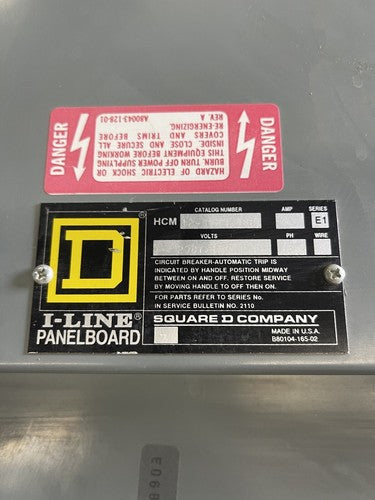 DANGER
HAZARD OF ELECTRIC SHOCK OR
BURN. TURN OFF POWER SUPPLYING
THIS EQUIPMENT BEFORE WORKING
INSIDE. CLOSE AND SECURE ALL
COVERS AND TRIMS BEFORE
RE-ENERGIZING.
REV. A A80043-128-01
DANGER
D
I-LINE®
PANELBOARD
CATALOG NUMBER AMP SERIES
HCM E1
VOLTS PH WIRE
CIRCUIT BREAKER-AUTOMATIC TRIP IS
INDICATED BY HANDLE POSITION MIDWAY
BETWEEN ON AND OFF. RESTORE SERVICE
BY MOVING HANDLE TO OFF THEN ON.
FOR PARTS REFER TO SERIES No.
IN SERVICE BULLETIN NO. 2110
SQUARE D COMPANY
MADE IN U.S.A.
B80104-165-02